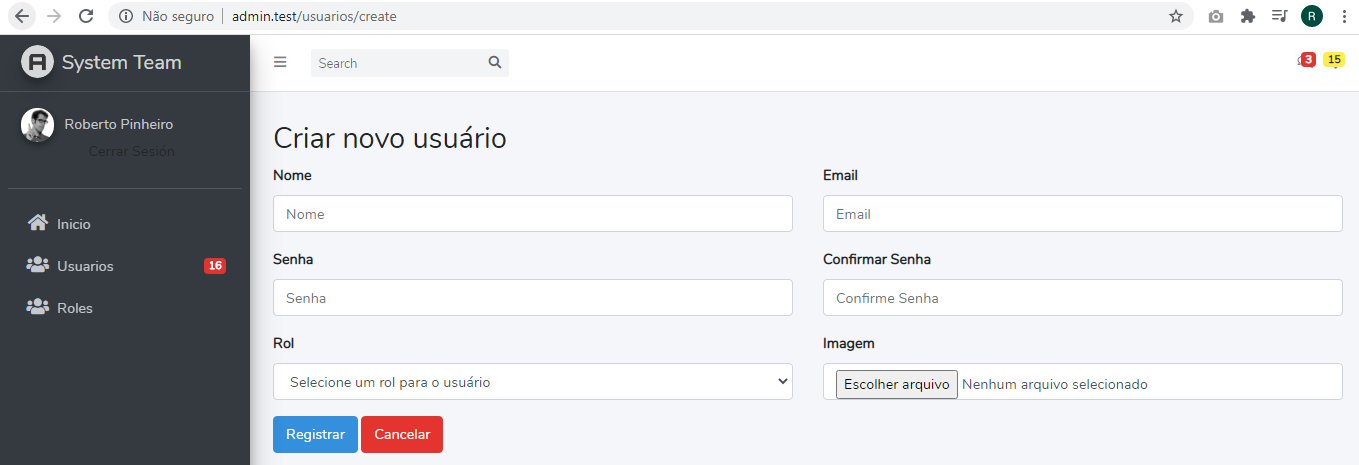 Não seguro admin.test/usuarios/create R
System Team
Search
3 15
Roberto Pinheiro
Cerrar Sesión
Inicio
Usuarios 16
Roles
Criar novo usuário
Nome Email
Nome Email
Senha Confirmar Senha
Senha Confirme Senha
Rol Imagem
Selecione um rol para o usuário Escolher arquivo Nenhum arquivo selecionado
Registrar Cancelar